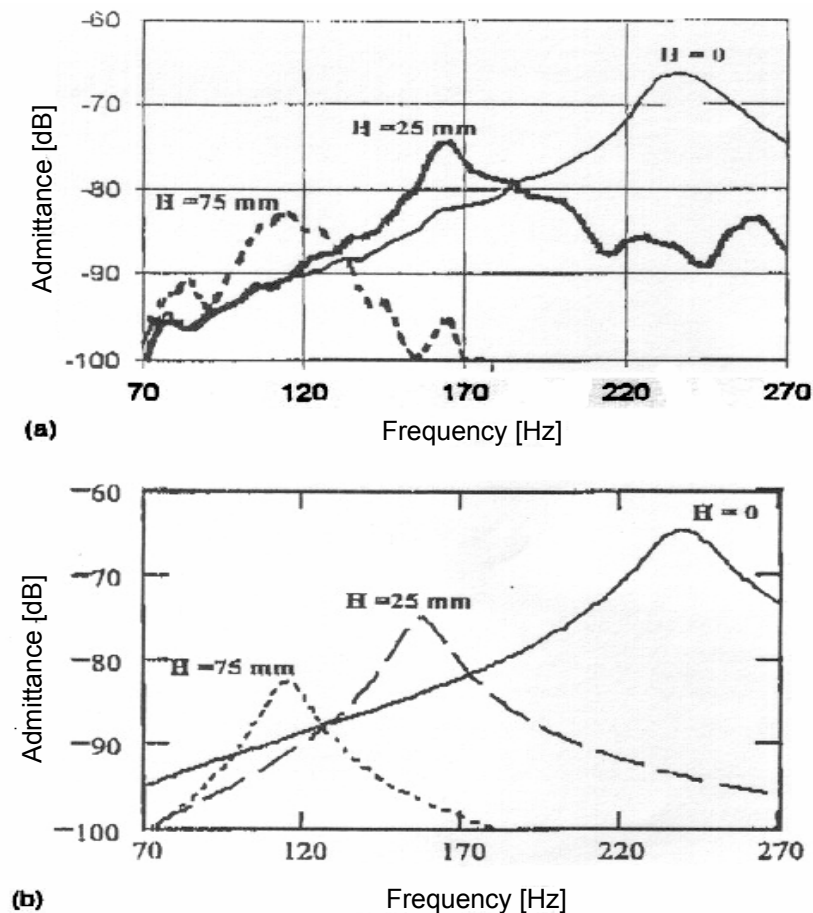 -60
H = 0
-70
H =25 mm
-80
H =75 mm
-90
-100
Admittance [dB]
70 120 170 220 270
(a) Frequency [Hz]
-60
H = 0
-70
H =25 mm
-80
H =75 mm
-90
-100
Admittance [dB]
70 120 170 220 270
(b) Frequency [Hz]